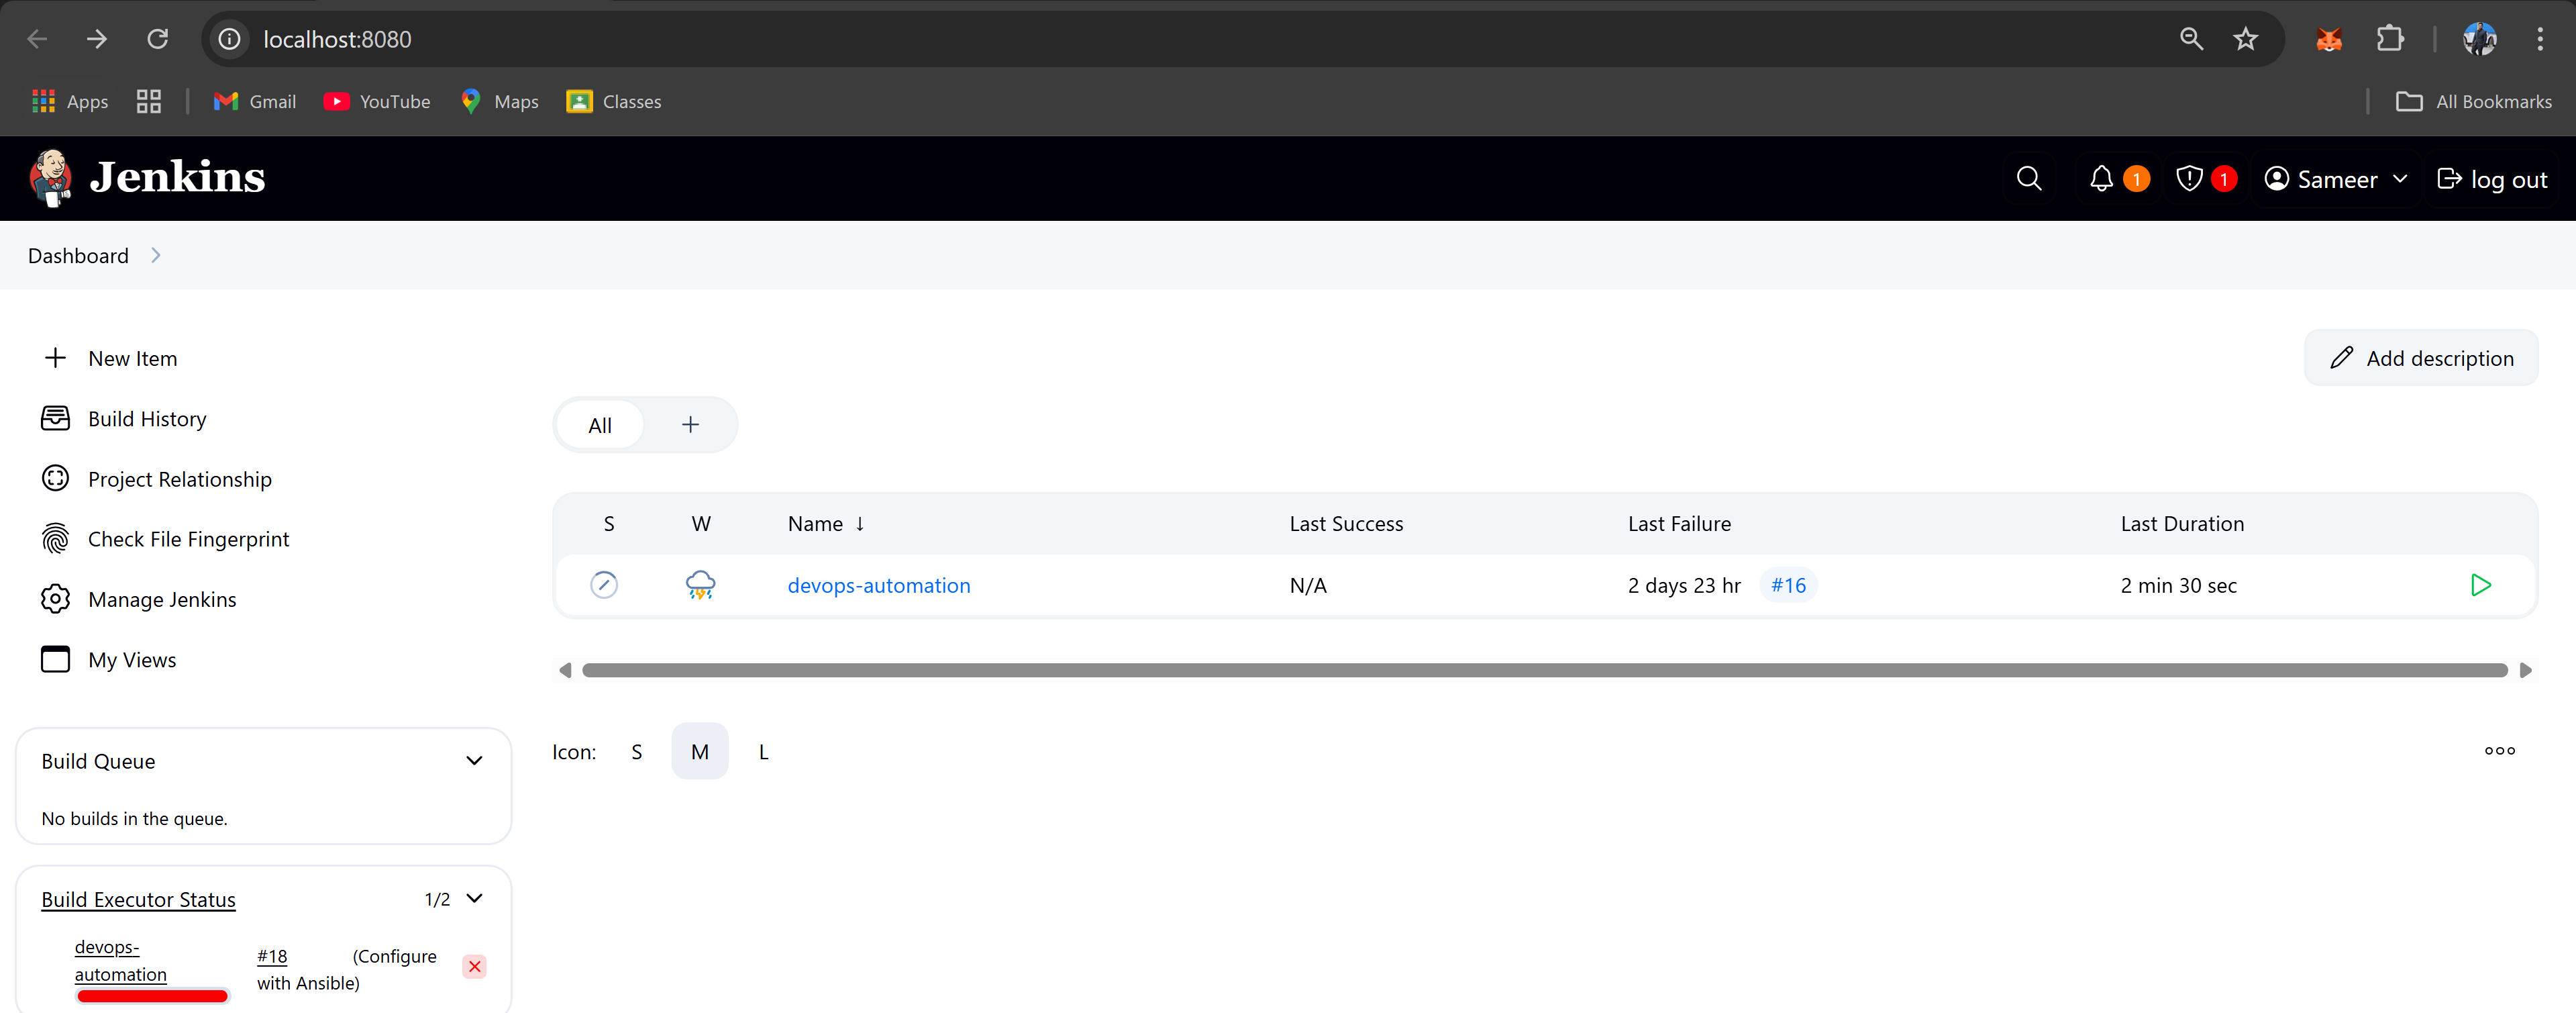 localhost:8080
Apps Gmail YouTube Maps Classes All Bookmarks
Jenkins 1 1 Sameer log out
Dashboard
New Item
Build History
Project Relationship
Check File Fingerprint
Manage Jenkins
My Views
Add description
All +
S W Name ↓ Last Success Last Failure Last Duration
devops-automation N/A 2 days 23 hr #16 2 min 30 sec
Icon: S M L
Build Queue
No builds in the queue.
Build Executor Status 1/2
devops-
automation
#18 (Configure
with Ansible)